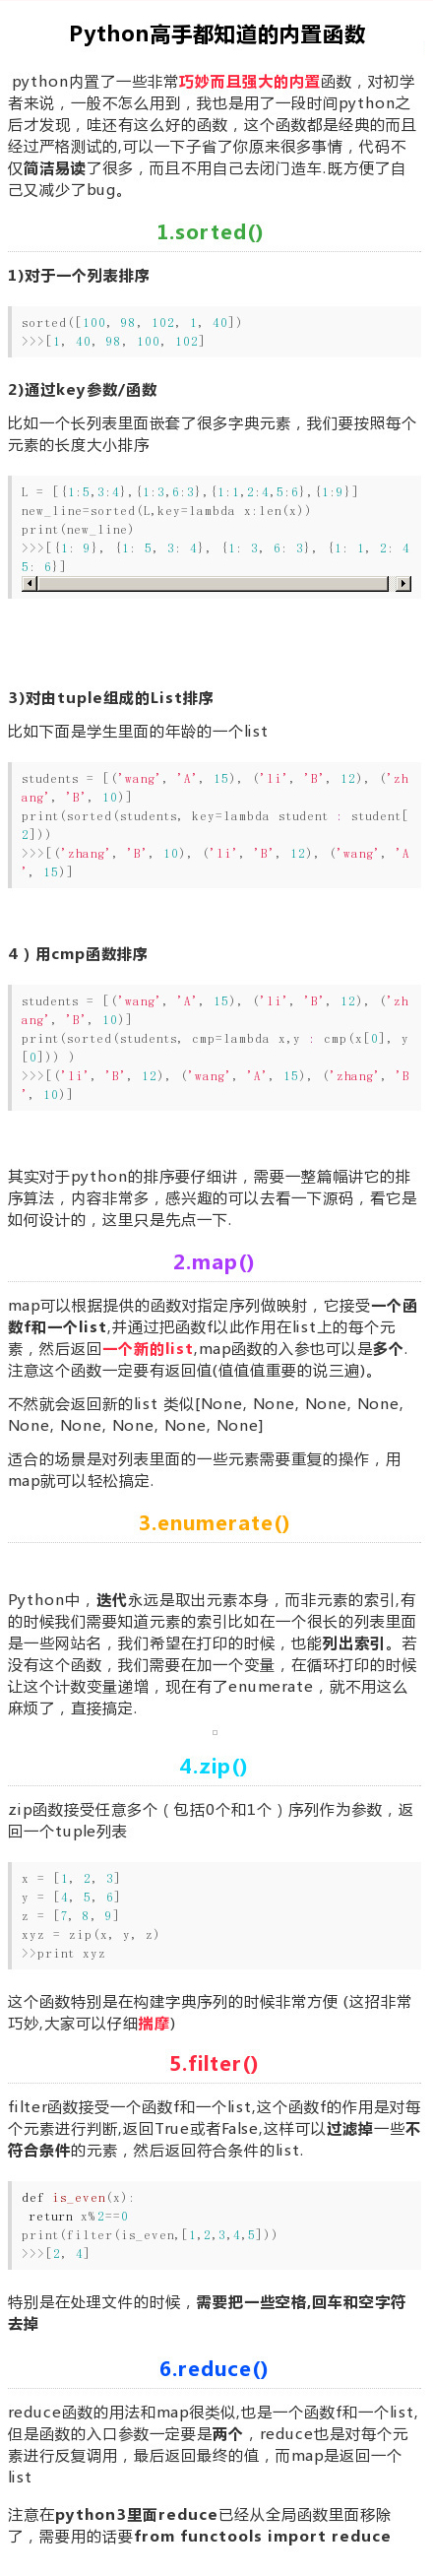 Python高手都知道的内置函数
python内置了一些非常巧妙而且强大的内置函数，对初学
者来说，一般不怎么用到，我也是用了一段时间python之
后才发现，哇还有这么好的函数，这个函数都是经典的而且
经过严格测试的,可以一下子省了你原来很多事情，代码不
仅简洁易读了很多，而且不用自己去闭门造车.既方便了自
己又减少了bug。
1.sorted()
1)对于一个列表排序
sorted([100, 98, 102, 1, 40])
>>>[1, 40, 98, 100, 102]
2)通过key参数/函数
比如一个长列表里面嵌套了很多字典元素，我们要按照每个
元素的长度大小排序
L = [{1:5,3:4},{1:3,6:3},{1:1,2:4,5:6},{1:9}]
new_line=sorted(L,key=lambda x:len(x))
print(new_line)
>>>[{1: 9}, {1: 5, 3: 4}, {1: 3, 6: 3}, {1: 1, 2: 4
5: 6}]
3)对由tuple组成的List排序
比如下面是学生里面的年龄的一个list
students = [('wang', 'A', 15), ('li', 'B', 12), ('zh
ang', 'B', 10)]
print(sorted(students, key=lambda student : student[
2]))
>>>[('zhang', 'B', 10), ('li', 'B', 12), ('wang', 'A
', 15)]
4）用cmp函数排序
students = [('wang', 'A', 15), ('li', 'B', 12), ('zh
ang', 'B', 10)]
print(sorted(students, cmp=lambda x,y : cmp(x[0], y
[0])) )
>>>[('li', 'B', 12), ('wang', 'A', 15), ('zhang', 'B
', 10)]
其实对于python的排序要仔细讲，需要一整篇幅讲它的排
序算法，内容非常多，感兴趣的可以去看一下源码，看它是
如何设计的，这里只是先点一下.
2.map()
map可以根据提供的函数对指定序列做映射，它接受一个函
数f和一个list,并通过把函数f以此作用在list上的每个元
素，然后返回一个新的list,map函数的入参也可以是多个.
注意这个函数一定要有返回值(值值值重要的说三遍)。
不然就会返回新的list 类似[None, None, None, None,
None, None, None, None, None]
适合的场景是对列表里面的一些元素需要重复的操作，用
map就可以轻松搞定.
3.enumerate()
Python中，迭代永远是取出元素本身，而非元素的索引,有
的时候我们需要知道元素的索引比如在一个很长的列表里面
是一些网站名，我们希望在打印的时候，也能列出索引。若
没有这个函数，我们需要在加一个变量，在循环打印的时候
让这个计数变量递增，现在有了enumerate，就不用这么
麻烦了，直接搞定.
4.zip()
zip函数接受任意多个（包括0个和1个）序列作为参数，返
回一个tuple列表
x = [1, 2, 3]
y = [4, 5, 6]
z = [7, 8, 9]
xyz = zip(x, y, z)
>>print xyz
这个函数特别是在构建字典序列的时候非常方便 (这招非常
巧妙,大家可以仔细揣摩)
5.filter()
filter函数接受一个函数f和一个list,这个函数f的作用是对每
个元素进行判断,返回True或者False,这样可以过滤掉一些不
符合条件的元素，然后返回符合条件的list.
def is_even(x):
return x%2==0
print(filter(is_even,[1,2,3,4,5]))
>>>[2, 4]
特别是在处理文件的时候，需要把一些空格,回车和空字符
去掉
6.reduce()
reduce函数的用法和map很类似,也是一个函数f和一个list,
但是函数的入口参数一定要是两个，reduce也是对每个元
素进行反复调用，最后返回最终的值，而map是返回一个
list
注意在python3里面reduce已经从全局函数里面移除
了，需要用的话要from functools import reduce